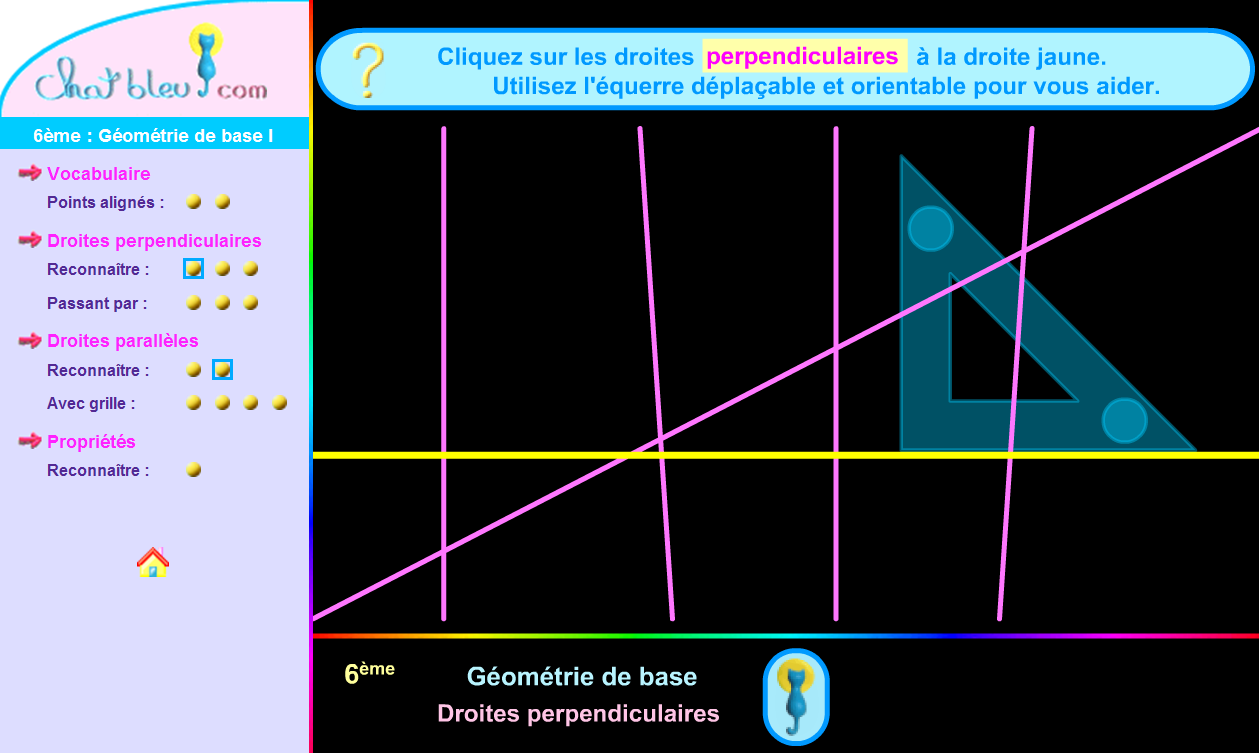 Chat bleu.com
6ème : Géométrie de base I
Vocabulaire
Points alignés :
Droites perpendiculaires
Reconnaître :
Passant par :
Droites parallèles
Reconnaître :
Avec grille :
Propriétés
Reconnaître :
? Cliquez sur les droites perpendiculaires à la droite jaune.
Utilisez l'équerre déplaçable et orientable pour vous aider.
6ème
Géométrie de base
Droites perpendiculaires